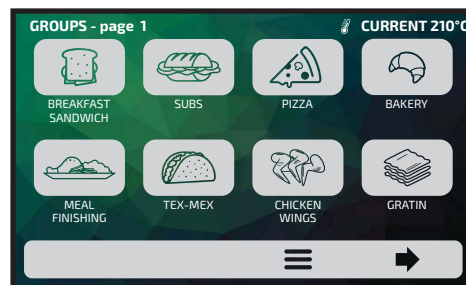 GROUPS - page 1
CURRENT 210°C
BREAKFAST
SANDWICH
SUBS
PIZZA
BAKERY
MEAL
FINISHING
TEX-MEX
CHICKEN
WINGS
GRATIN